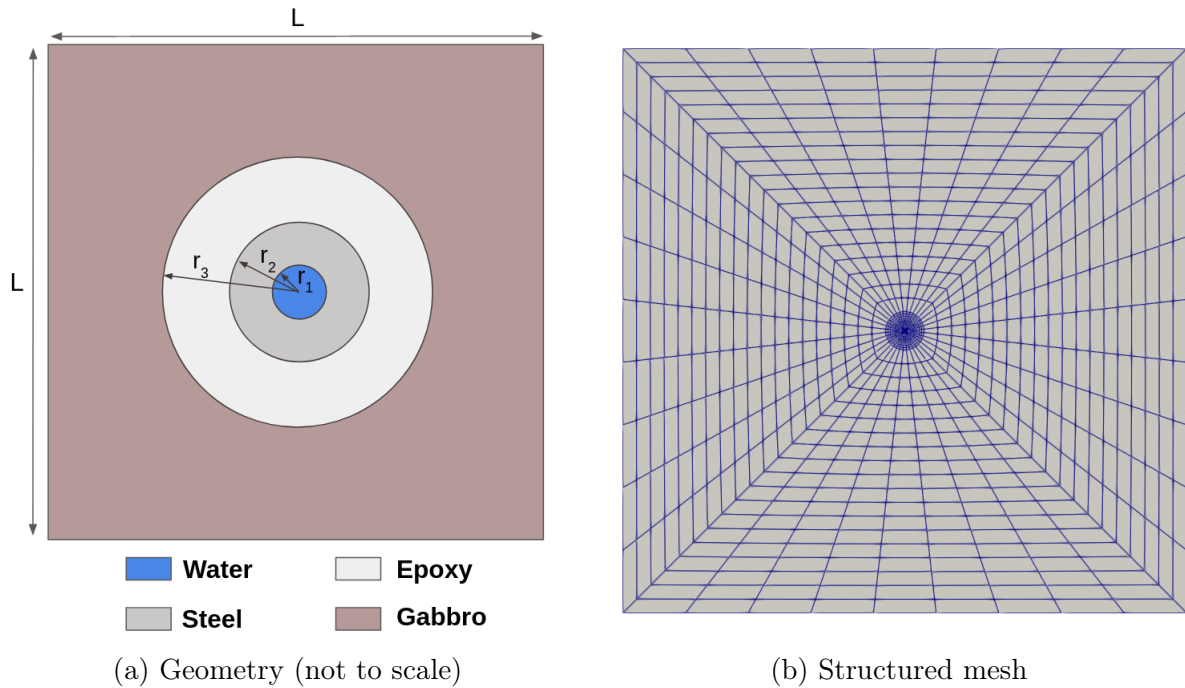 L
L
r3
r2
r1
Water
Epoxy
Steel
Gabbro
(a) Geometry (not to scale)
(b) Structured mesh